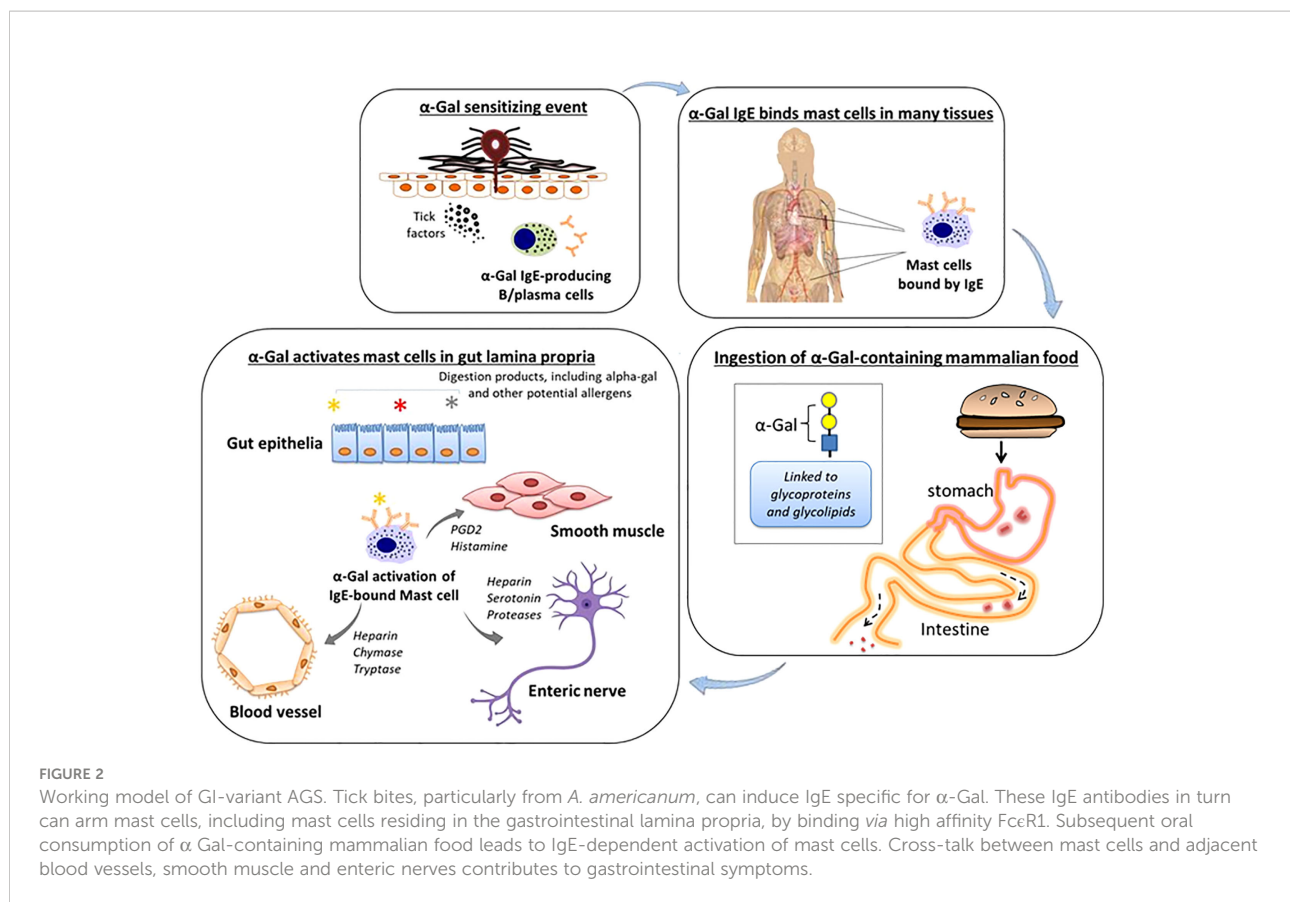 α-Gal sensitizing event
Tick
factors
α-Gal IgE-producing
B/plasma cells
α-Gal IgE binds mast cells in many tissues
Mast cells
bound by IgE
Ingestion of α-Gal-containing mammalian food
α-Gal
Linked to
glycoproteins
and glycolipids
stomach
Intestine
α-Gal activates mast cells in gut lamina propria
Digestion products, including alpha-gal
and other potential allergens
Gut epithelia
PGD2
Histamine
Smooth muscle
α-Gal activation of
IgE-bound Mast cell
Heparin
Serotonin
Proteases
Heparin
Chymase
Tryptase
Enteric nerve
Blood vessel
FIGURE 2
Working model of GI-variant AGS. Tick bites, particularly from A. americanum, can induce IgE specific for α-Gal. These IgE antibodies in turn
can arm mast cells, including mast cells residing in the gastrointestinal lamina propria, by binding via high affinity FcεR1. Subsequent oral
consumption of α Gal-containing mammalian food leads to IgE-dependent activation of mast cells. Cross-talk between mast cells and adjacent
blood vessels, smooth muscle and enteric nerves contributes to gastrointestinal symptoms.